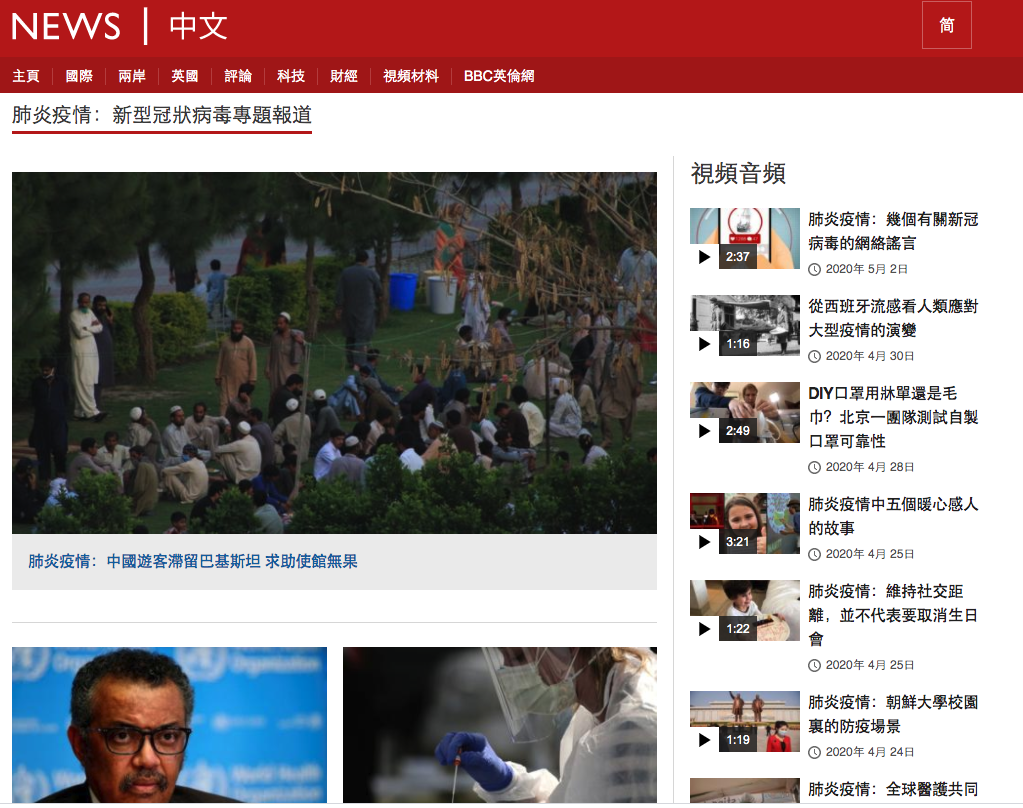 NEWS | 中文
简
主頁 國際 兩岸 英國 評論 科技 財經 視頻材料 BBC英倫網
肺炎疫情：新型冠狀病毒專題報道
肺炎疫情：中國遊客滯留巴基斯坦 求助使館無果
Organization
Organization
World Health
視頻音頻
2:37
肺炎疫情：幾個有關新冠
病毒的網絡謠言
2020年 5月 2日
1:16
從西班牙流感看人類應對
大型疫情的演變
2020年 4月 30日
2:49
DIY口罩用牀單還是毛
巾？北京一團隊測試自製
口罩可靠性
2020年 4月 28日
3:21
肺炎疫情中五個暖心感人
的故事
2020年 4月 25日
1:22
肺炎疫情：維持社交距
離，並不代表要取消生日
會
2020年 4月 25日
1:19
肺炎疫情：朝鮮大學校園
裏的防疫場景
2020年 4月 24日
肺炎疫情：全球醫護共同